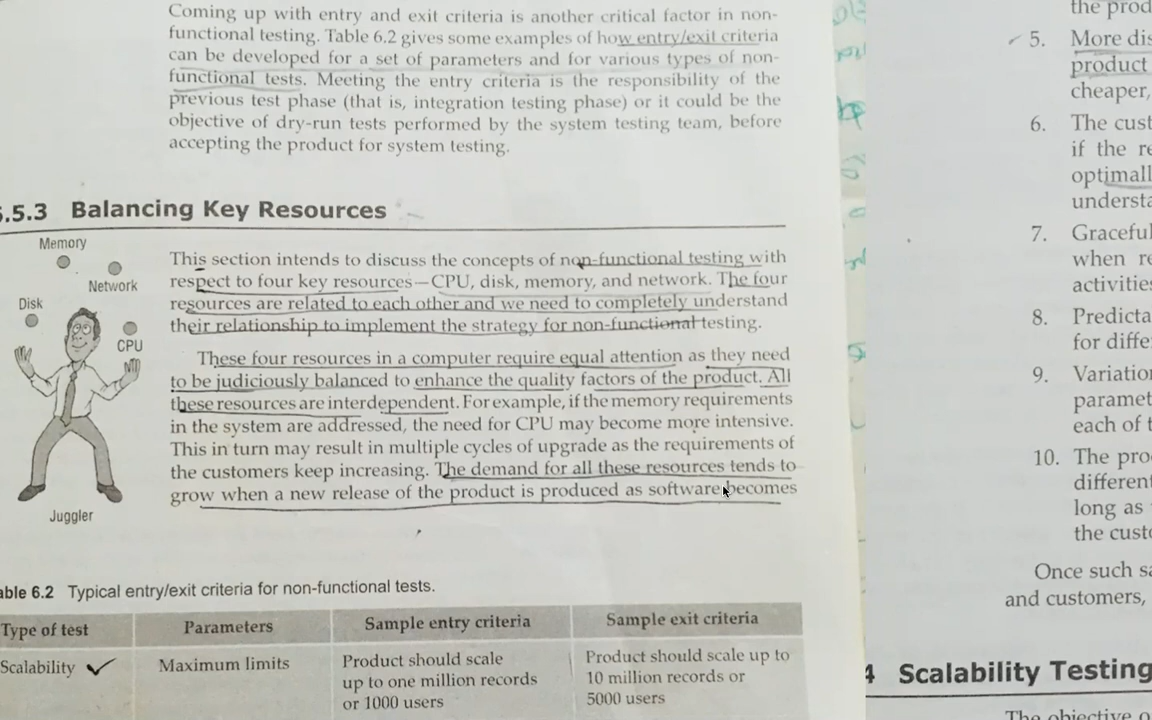 Coming up with entry and exit criteria is another critical factor in non-
functional testing. Table 6.2 gives some examples of how entry/exit criteria
can be developed for a set of parameters and for various types of non-
functional tests. Meeting the entry criteria is the responsibility of the
previous test phase (that is, integration testing phase) or it could be the
objective of dry-run tests performed by the system testing team, before
accepting the product for system testing.
.5.3 Balancing Key Resources
Memory
Network
Disk
CPU
Juggler
This section intends to discuss the concepts of non-functional testing with
respect to four key resources—CPU, disk, memory, and network. The four
resources are related to each other and we need to completely understand
their relationship to implement the strategy for non-functional testing.
These four resources in a computer require equal attention as they need
to be judiciously balanced to enhance the quality factors of the product. All
these resources are interdependent. For example, if the memory requirements
in the system are addressed, the need for CPU may become more intensive.
This in turn may result in multiple cycles of upgrade as the requirements of
the customers keep increasing. The demand for all these resources tends to
grow when a new release of the product is produced as software becomes
able 6.2 Typical entry/exit criteria for non-functional tests.
Type of test Parameters Sample entry criteria Sample exit criteria
Scalability Maximum limits Product should scale Product should scale up to
up to one million records 10 million records or
or 1000 users 5000 users
the prod
5. More dis
product
cheaper,
6. The cust
if the re
optimall
understa
7. Graceful
when re
activitie
8. Predicta
for diffe
9. Variation
paramet
each of t
10. The pro
different
long as
the custo
Once such sa
and customers,
4 Scalability Testing
The objective o